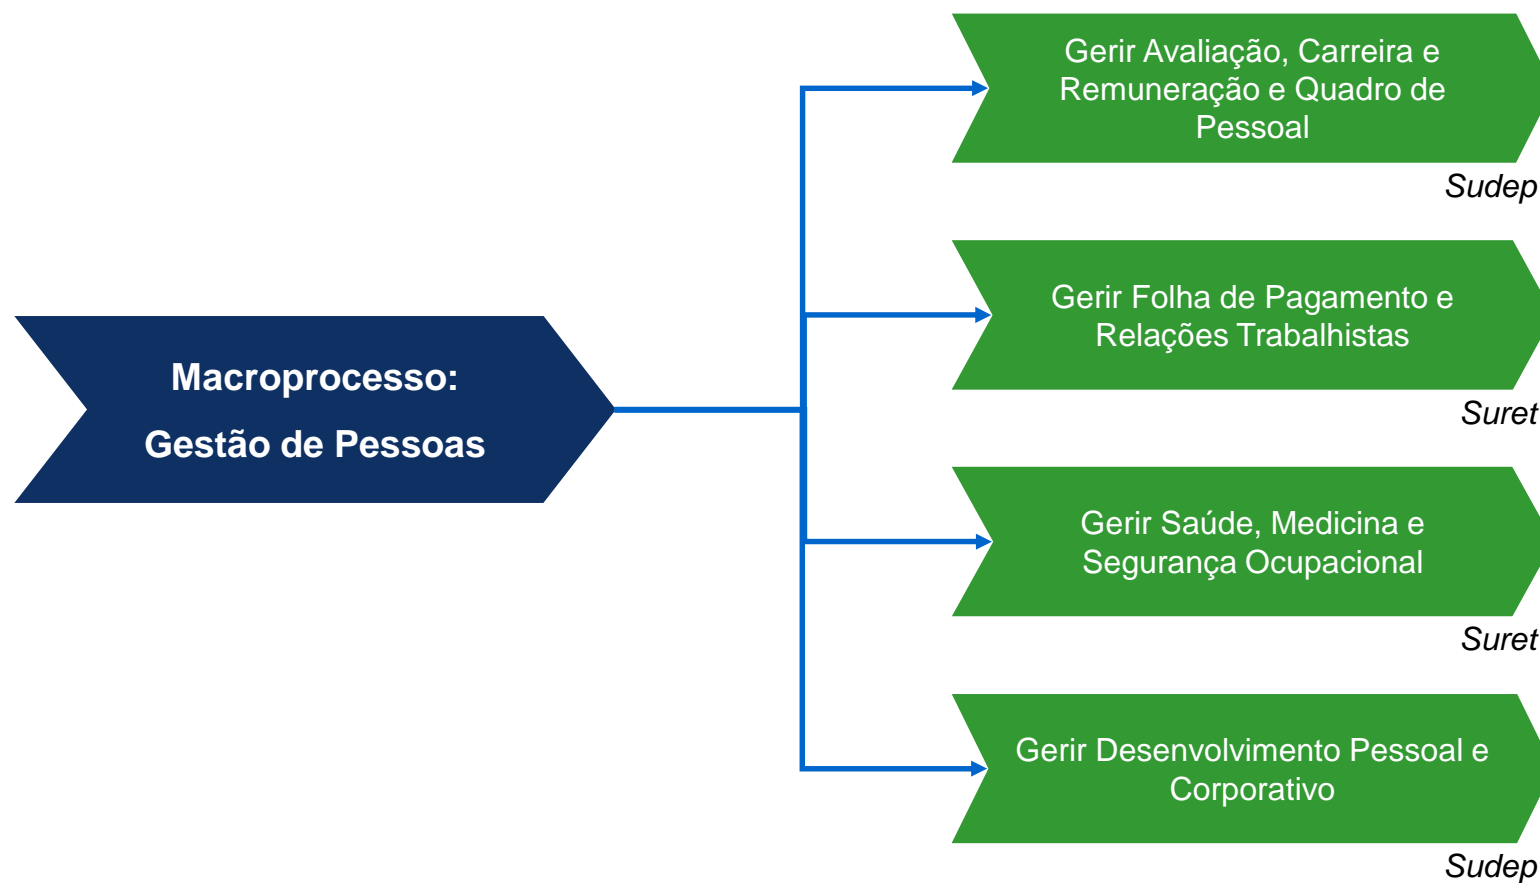 Gerir Avaliação, Carreira e
Remuneração e Quadro de
Pessoal
Sudep
Gerir Folha de Pagamento e
Relações Trabalhistas
Suret
Macroprocesso:
Gestão de Pessoas
Gerir Saúde, Medicina e
Segurança Ocupacional
Suret
Gerir Desenvolvimento Pessoal e
Corporativo
Sudep